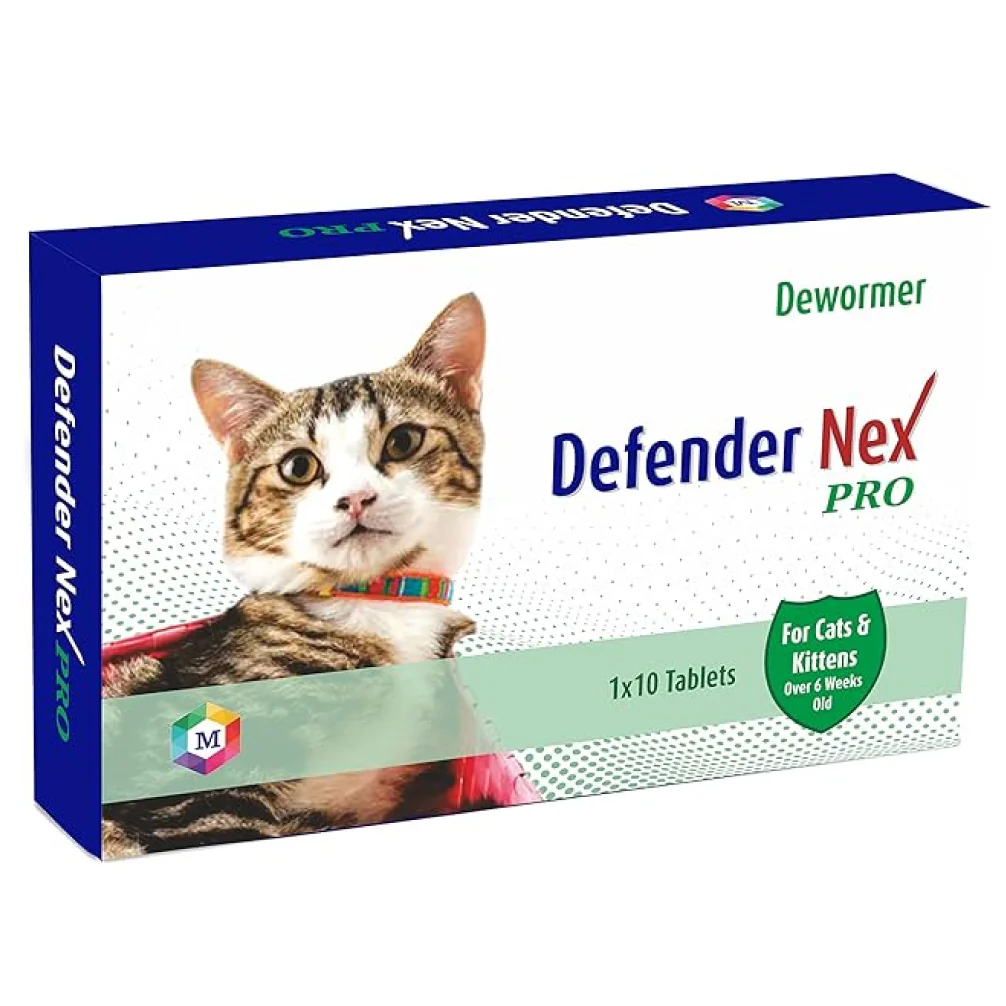 Defender Nex PRO
M
Dewormer
Defender Nex
PRO
Defender Nex PRO
1x10 Tablets
For Cats &
Kittens
Over 6 Weeks
Old
M